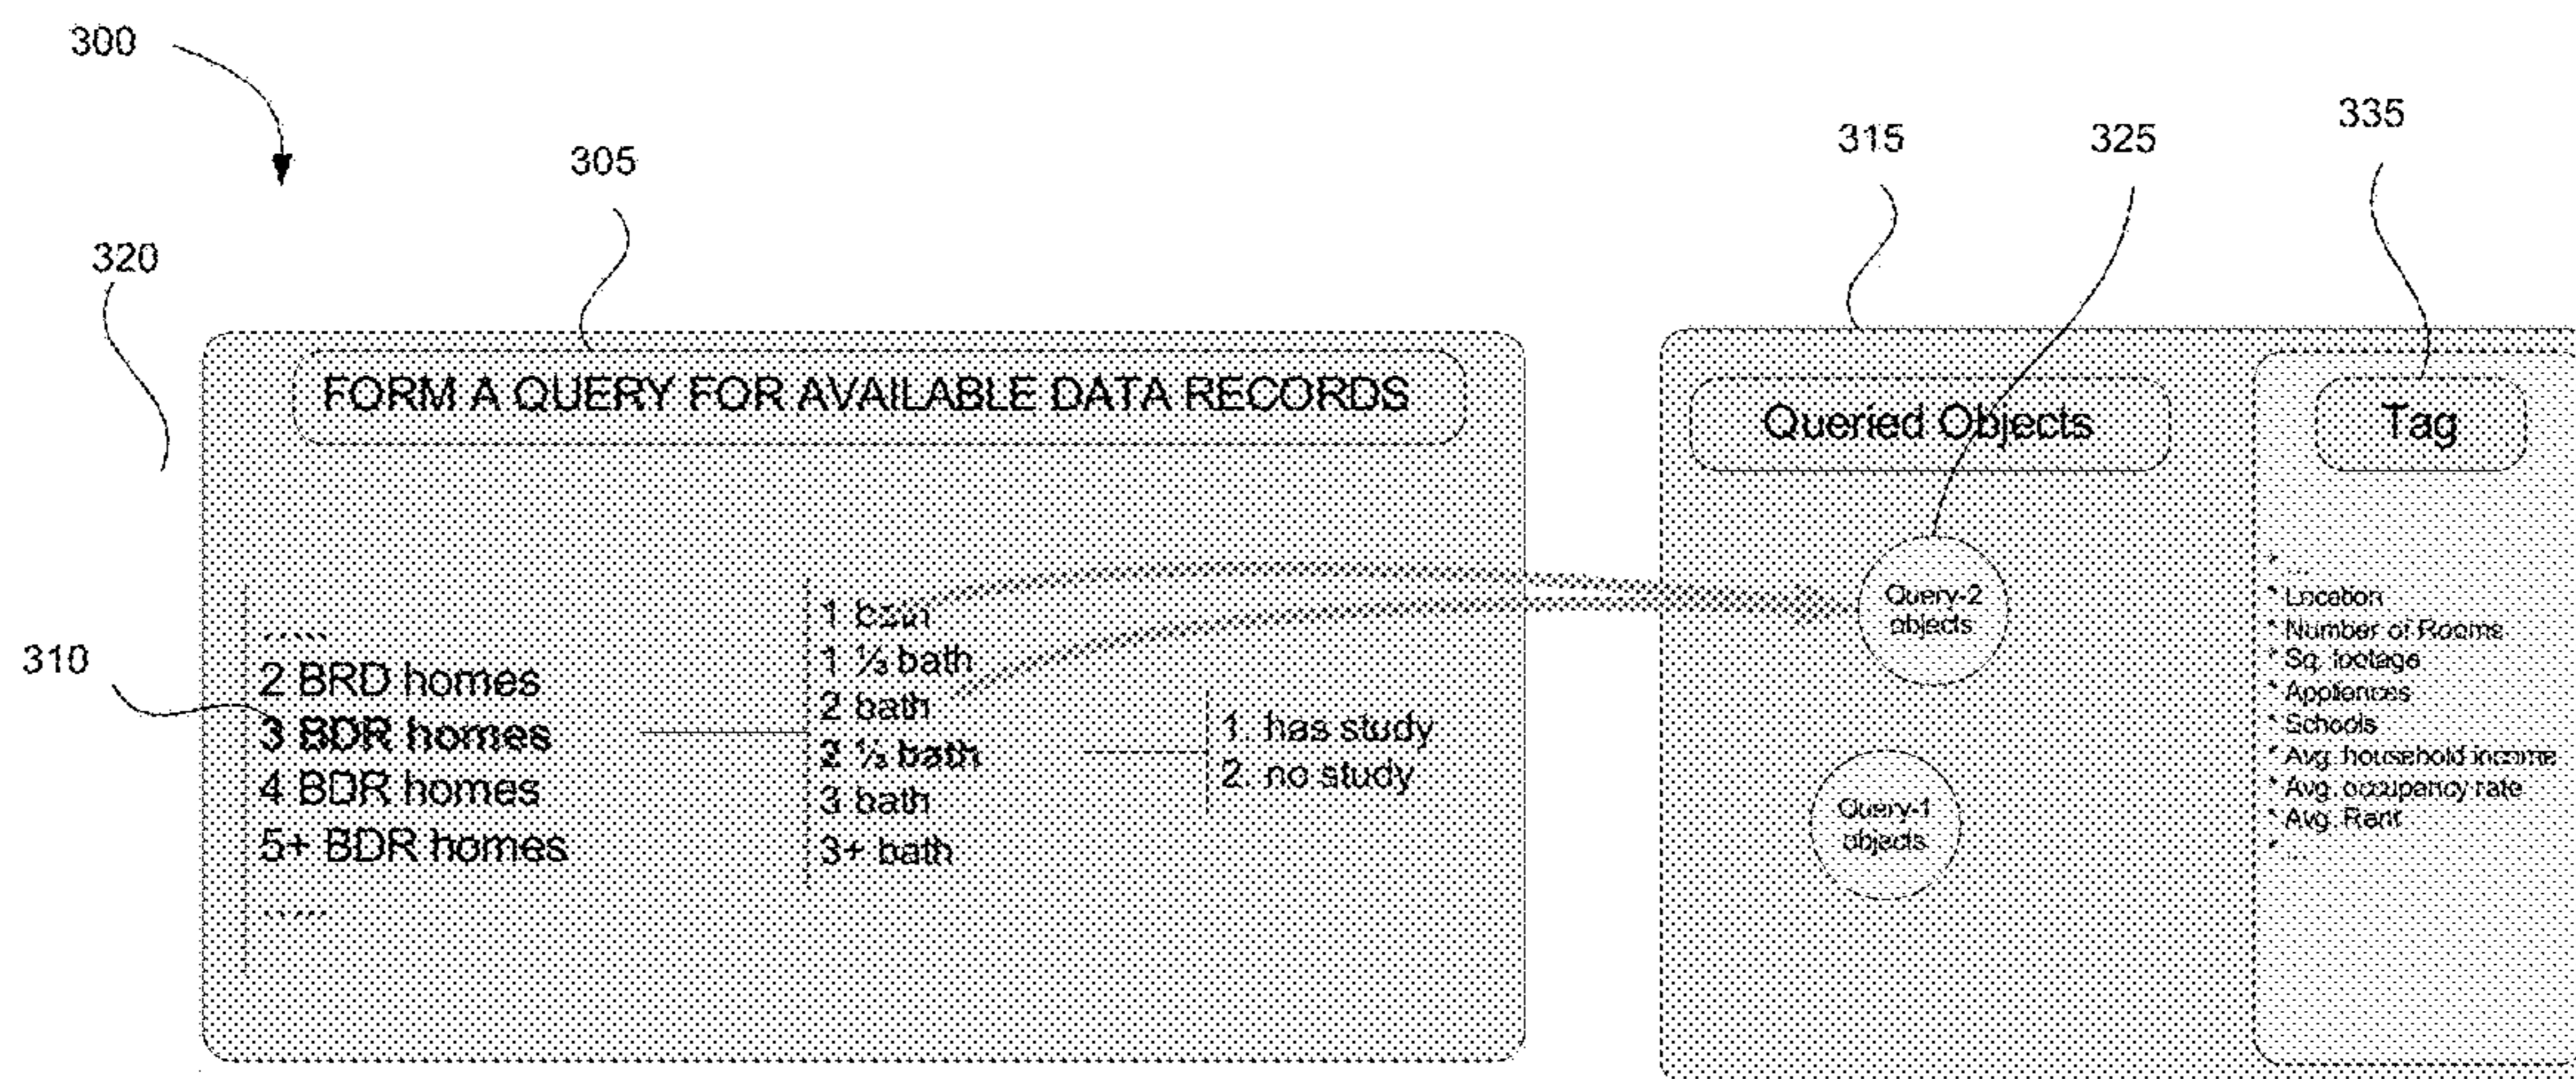 300
305
315
325
335
320
FORM A QUERY FOR AVAILABLE DATA RECORDS
Queried Objects
Tag
310
......
2 BRD homes
3 BDR homes
4 BDR homes
5+ BDR homes
......
1 bath
1 ½ bath
2 bath
2 ½ bath
3 bath
3+ bath
1. has study
2. no study
Query-2
objects
Query-1
objects
* ...
* Location
* Number of Rooms
* Sq. footage
* Appliances
* Schools
* Avg. household income
* Avg. occupancy rate
* Avg. Rent
* ...